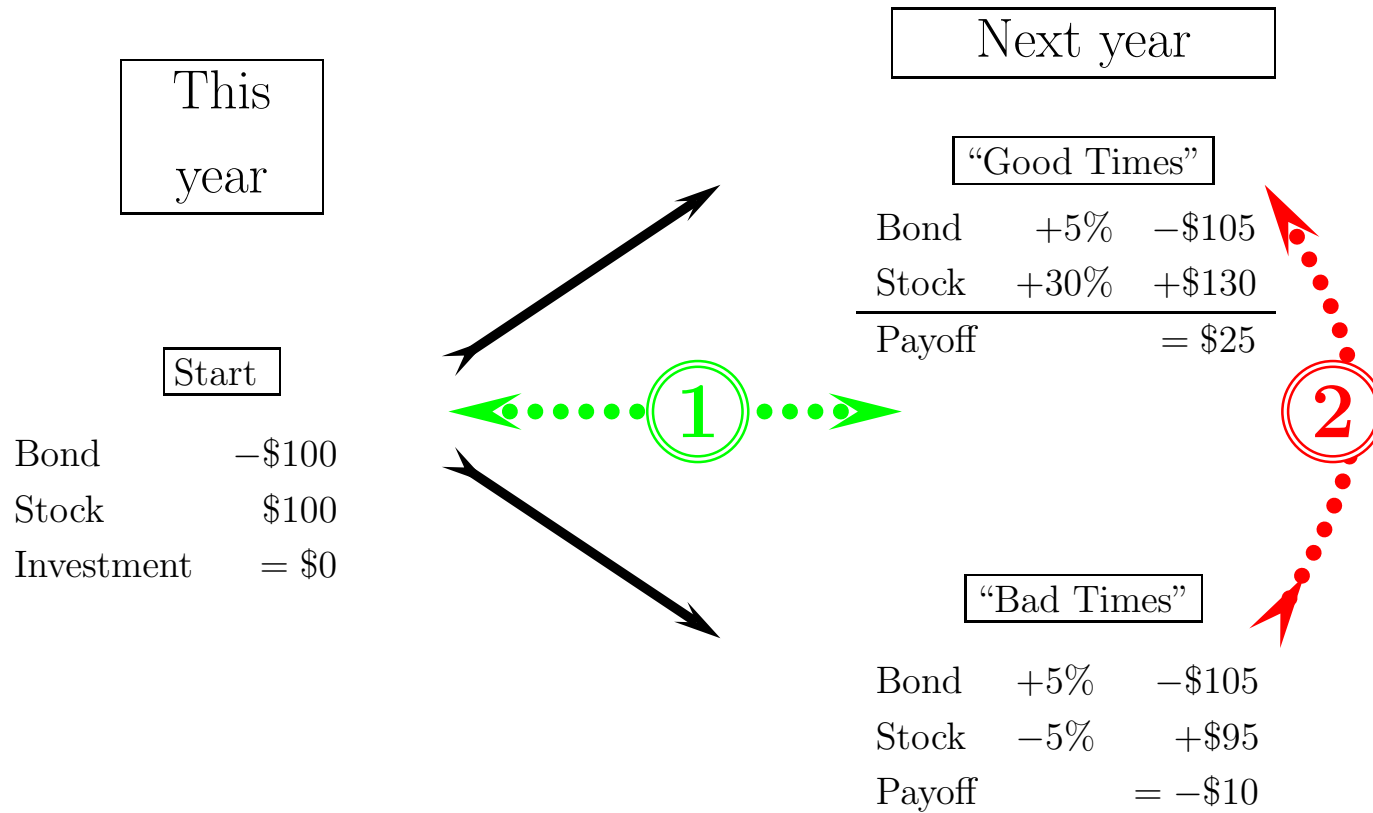 This
year
Next year
Start
Bond −$100
Stock $100
Investment = $0
1
“Good Times”
Bond +5% −$105
Stock +30% +$130
Payoff = $25
2
“Bad Times”
Bond +5% −$105
Stock −5% +$95
Payoff = −$10